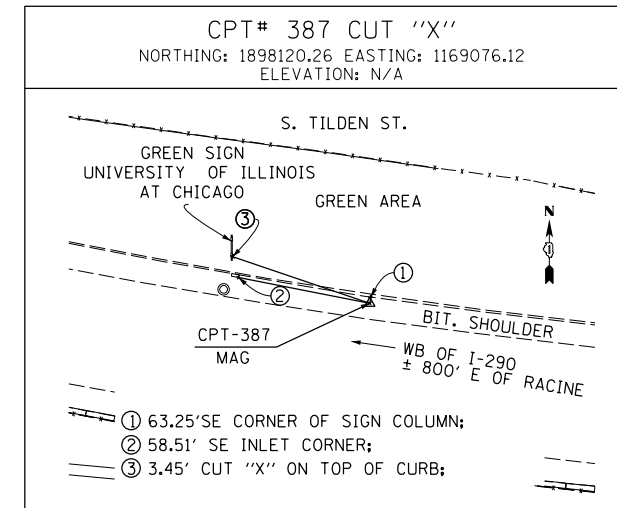 CPT# 387 CUT "X"
NORTHING: 1898120.26 EASTING: 1169076.12
ELEVATION: N/A
S. TILDEN ST.
GREEN SIGN
UNIVERSITY OF ILLINOIS
AT CHICAGO
GREEN AREA
N
3
1
2
BIT. SHOULDER
CPT-387
MAG
WB OF I-290
± 800' E OF RACINE
1 63.25'SE CORNER OF SIGN COLUMN;
2 58.51' SE INLET CORNER;
3 3.45' CUT "X" ON TOP OF CURB;